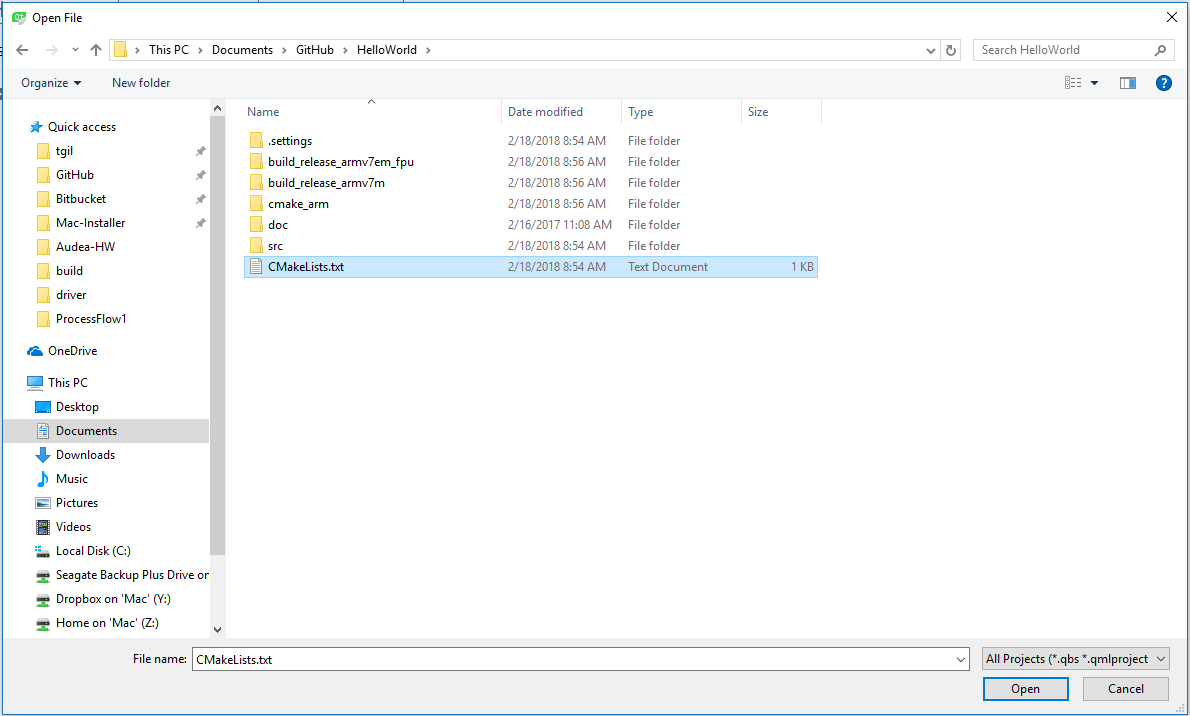 Open File
This PC > Documents > GitHub > HelloWorld >
Search HelloWorld
Organize
New folder
?
Name Date modified Type Size
.settings 2/18/2018 8:54 AM File folder
build_release_armv7em_fpu 2/18/2018 8:56 AM File folder
build_release_armv7m 2/18/2018 8:56 AM File folder
cmake_arm 2/18/2018 8:56 AM File folder
doc 2/16/2017 11:08 AM File folder
src 2/18/2018 8:54 AM File folder
CMakeLists.txt 2/18/2018 8:54 AM Text Document 1 KB
Quick access
tgil
GitHub
Bitbucket
Mac-Installer
Audea-HW
build
driver
ProcessFlow1
OneDrive
This PC
Desktop
Documents
Downloads
Music
Pictures
Videos
Local Disk (C:)
Seagate Backup Plus Drive on
Dropbox on 'Mac' (Y:)
Home on 'Mac' (Z:)
File name: CMakeLists.txt
All Projects (*.qbs *.qmlproject
Open
Cancel